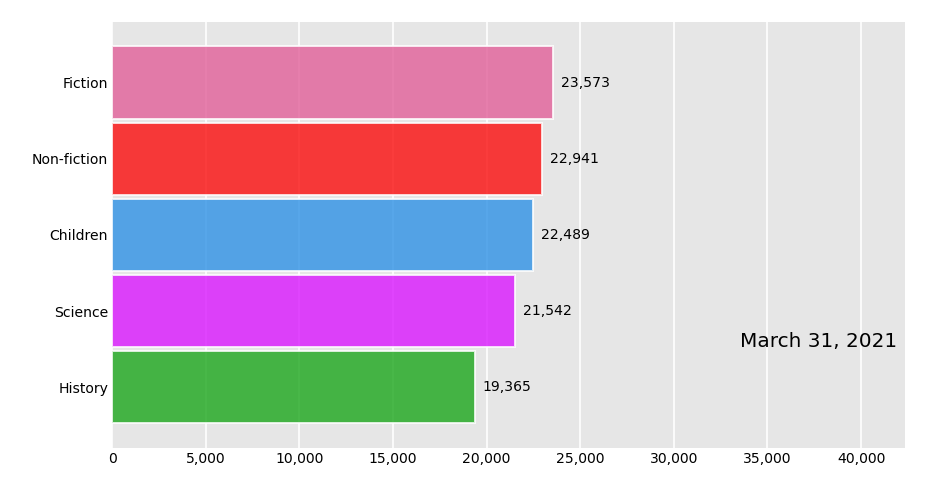 Fiction 23,573
Non-fiction 22,941
Children 22,489
Science 21,542
March 31, 2021
History 19,365
0 5,000 10,000 15,000 20,000 25,000 30,000 35,000 40,000